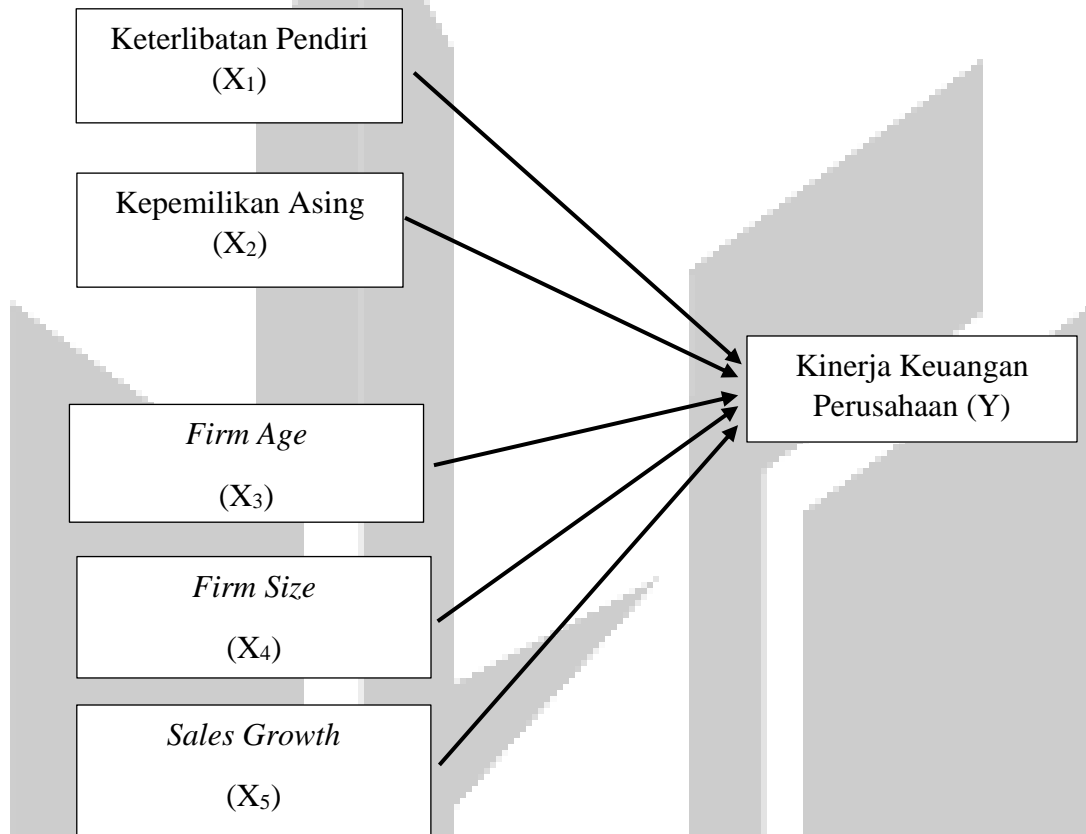 Keterlibatan Pendiri
(X₁)
Kepemilikan Asing
(X₂)
Kinerja Keuangan
Perusahaan (Y)
Firm Age
(X₃)
Firm Size
(X₄)
Sales Growth
(X₅)